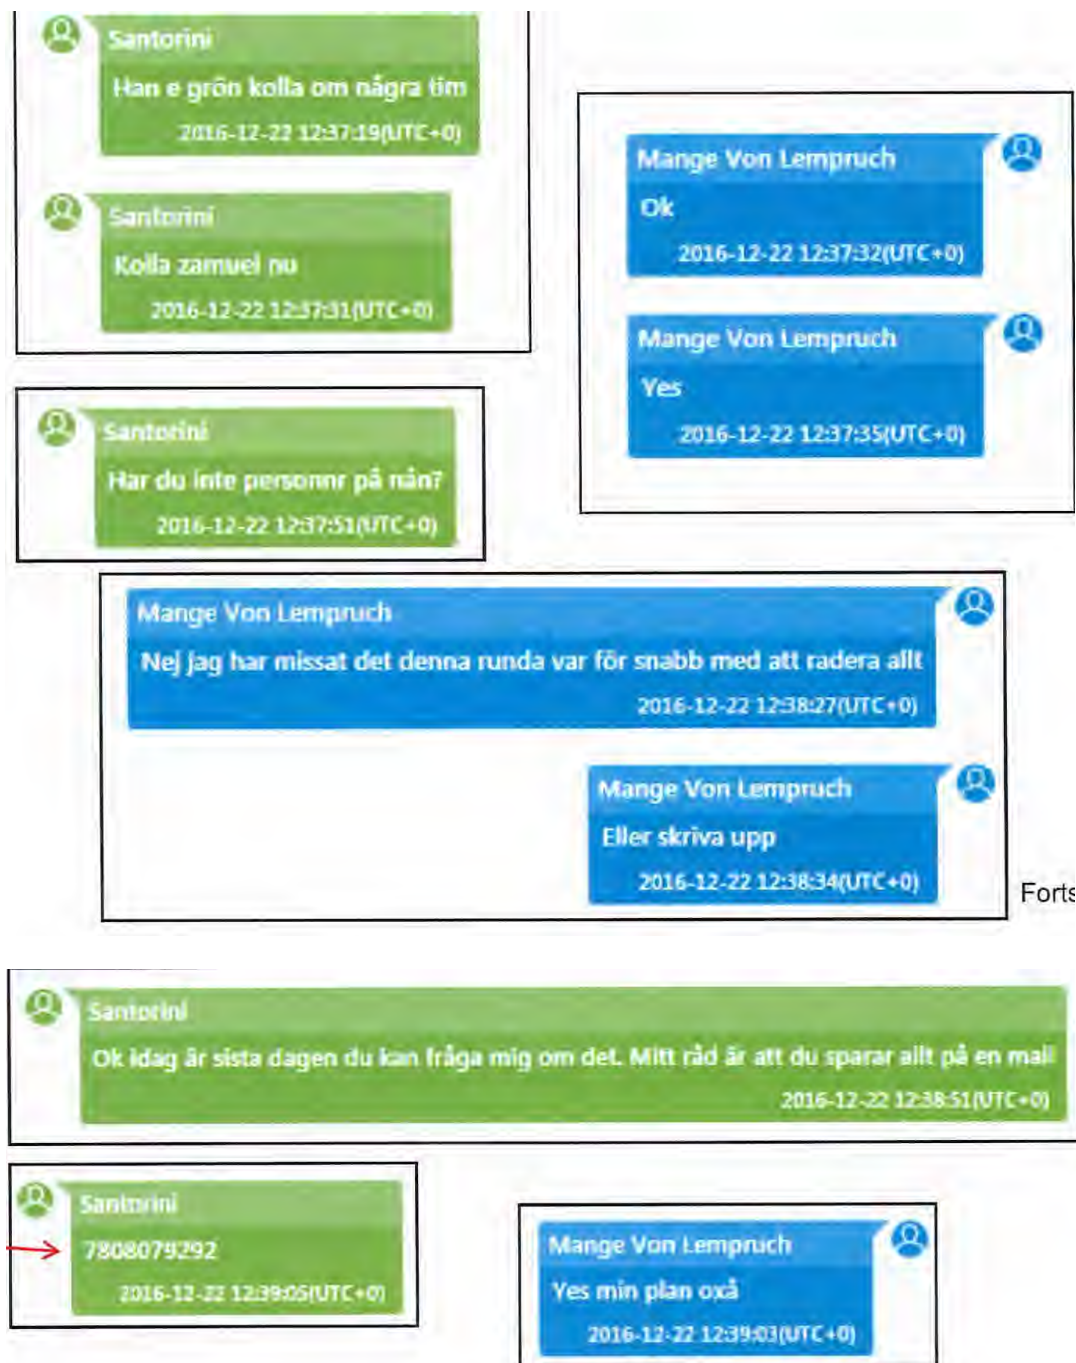 Santorini
Han e grön kolla om några tim
2016-12-22 12:37:19(UTC+0)
Santorini
Kolla zamuel nu
2016-12-22 12:37:31(UTC+0)
Mange Von Lempruch
Ok
2016-12-22 12:37:32(UTC+0)
Mange Von Lempruch
Yes
2016-12-22 12:37:35(UTC+0)
Santorini
Har du inte personnr på nån?
2016-12-22 12:37:51(UTC+0)
Mange Von Lempruch
Nej jag har missat det denna runda var för snabb med att radera allt
2016-12-22 12:38:27(UTC+0)
Mange Von Lempruch
Eller skriva upp
2016-12-22 12:38:34(UTC+0)
Forts
Santorini
Ok idag är sista dagen du kan fråga mig om det. Mitt råd är att du sparar allt på en mail
2016-12-22 12:38:51(UTC+0)
Santorini
7808079292
2016-12-22 12:39:05(UTC+0)
Mange Von Lempruch
Yes min plan oxå
2016-12-22 12:39:03(UTC+0)